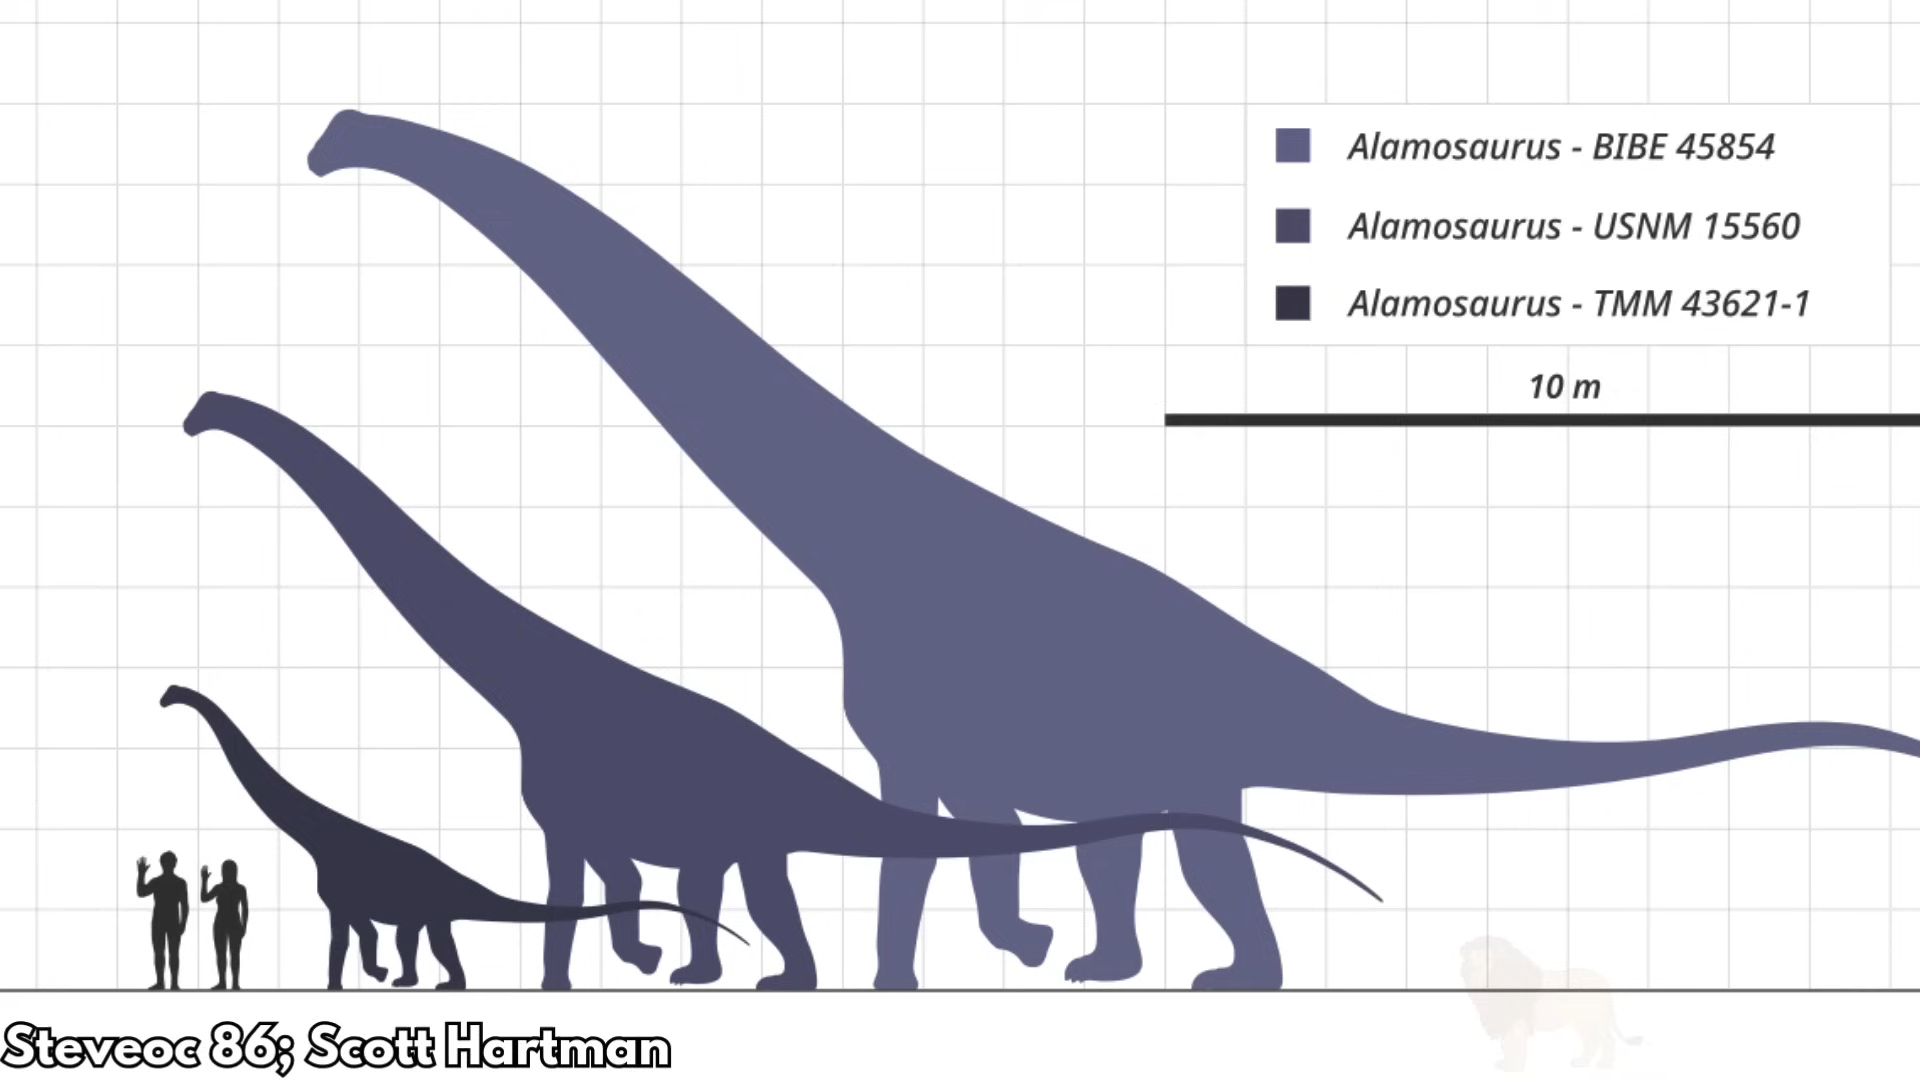 Alamosaurus - BIBE 45854
Alamosaurus - USNM 15560
Alamosaurus - TMM 43621-1
10 m
Steveoc 86; Scott Hartman